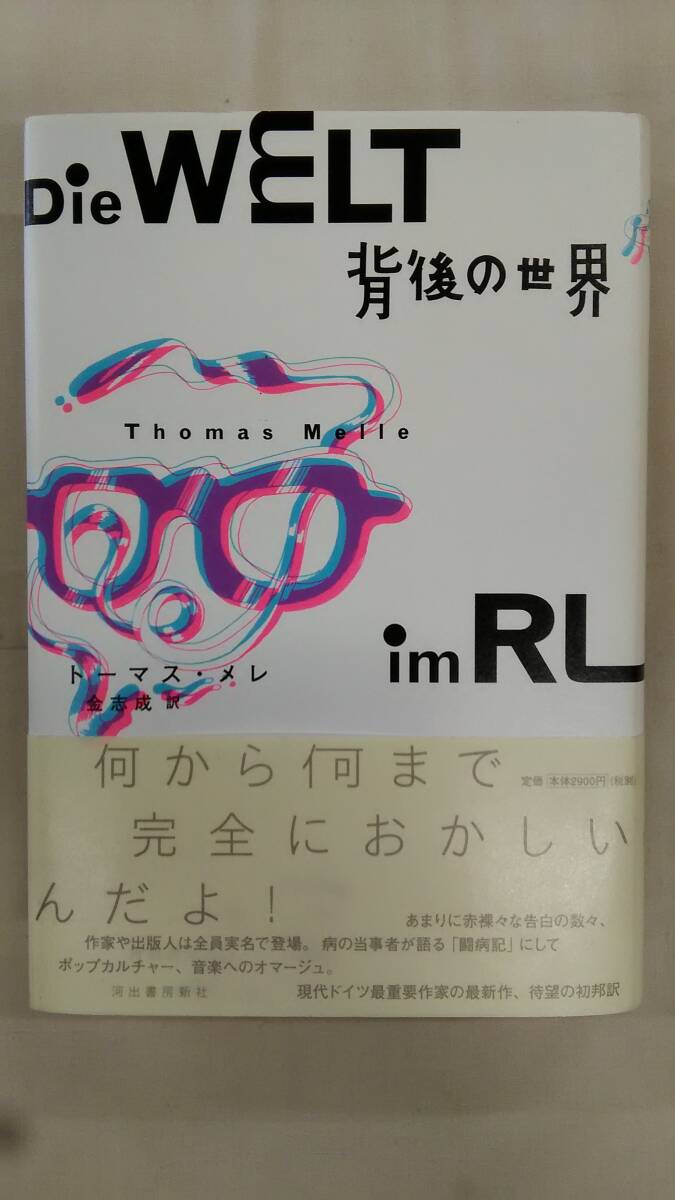 Die WELT
背後の世界
Thomas Melle
im RL
トーマス・メレ
金志成 訳
何から何まで
定価 本体2900円 (税別)
完全におかしい
んだよ!
あまりに赤裸々な告白の数々、
作家や出版人は全員実名で登場。病の当事者が語る「闘病記」にして
ポップカルチャー、音楽へのオマージュ。
河出書房新社
現代ドイツ最重要作家の最新作、待望の初邦訳